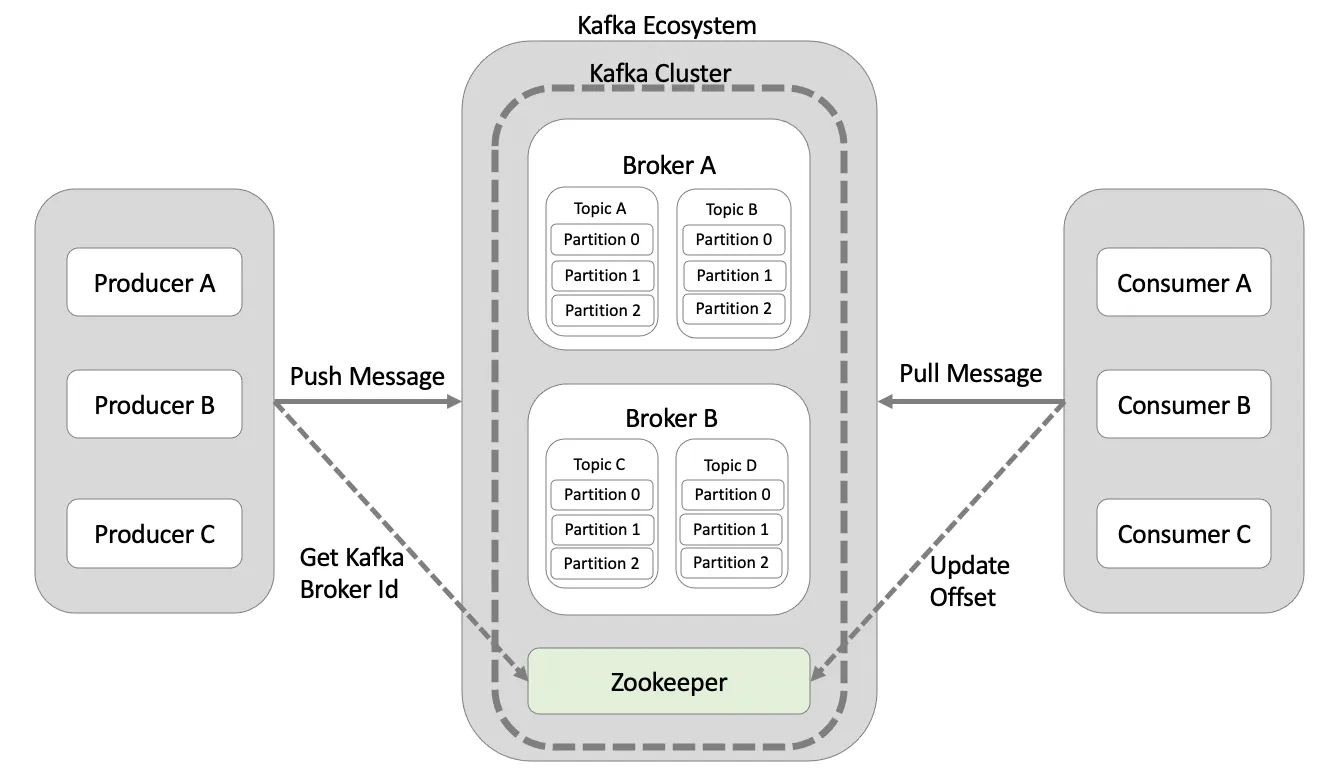 Kafka Ecosystem
Kafka Cluster
Producer A
Producer B
Producer C
Push Message
Get Kafka
Broker Id
Broker A
Topic A
Partition 0
Partition 1
Partition 2
Topic B
Partition 0
Partition 1
Partition 2
Broker B
Topic C
Partition 0
Partition 1
Partition 2
Topic D
Partition 0
Partition 1
Partition 2
Zookeeper
Pull Message
Update
Offset
Consumer A
Consumer B
Consumer C